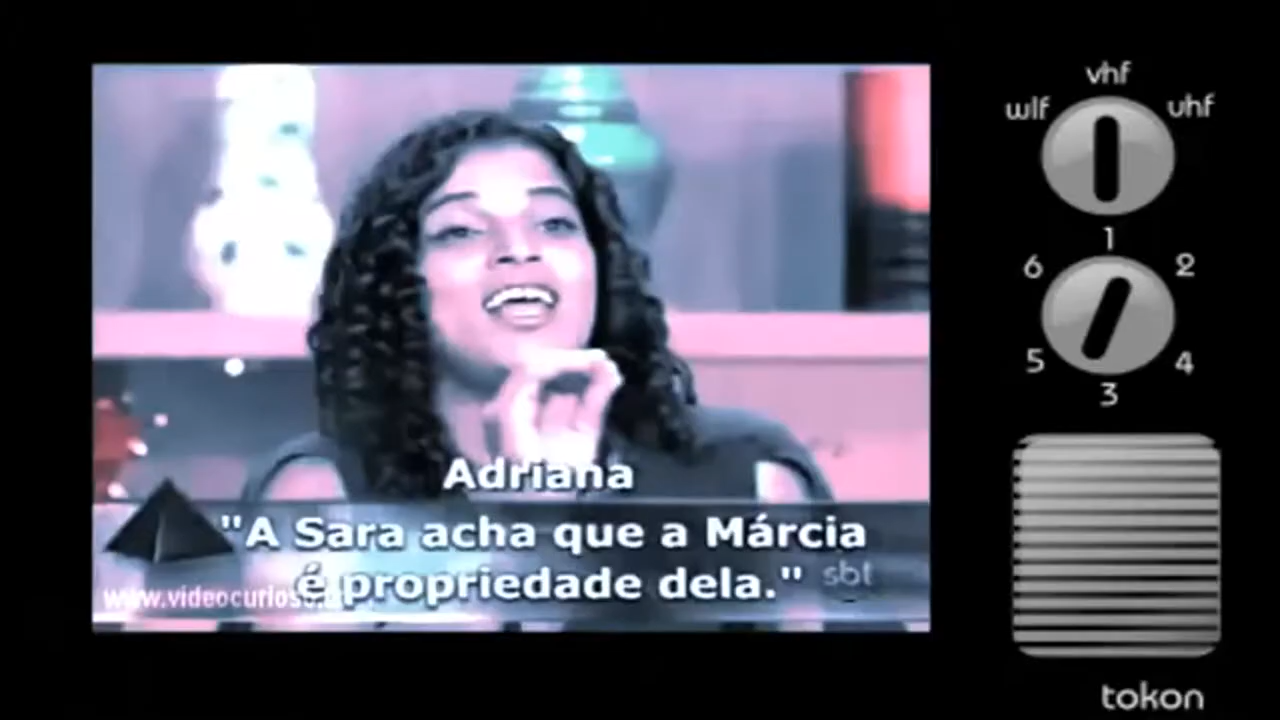 vhf
wlf
uhf
1
6
2
5
4
3
Adriana
"A Sara acha que a Márcia
é propriedade dela."
sbt
tokon